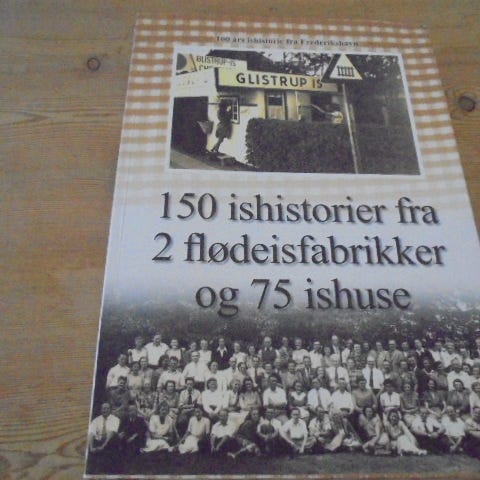 100 års ishistorie fra Frederikshavn
GLISTRUP-IS
GLISTRUP IS
150 ishistorier fra
2 flødeisfabrikker
og 75 ishuse